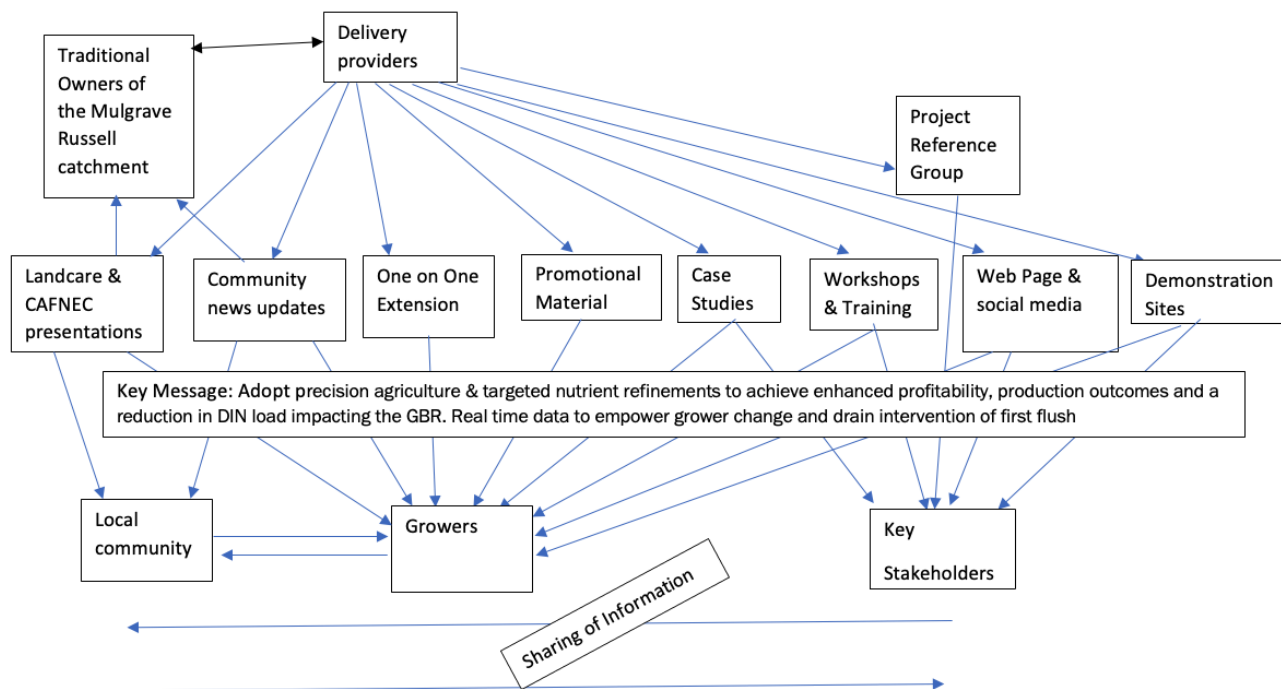 Traditional
Owners of
the Mulgrave
Russell
catchment
Delivery
providers
Project
Reference
Group
Landcare &
CAFNEC
presentations
Community
news updates
One on One
Extension
Promotional
Material
Case
Studies
Workshops
& Training
Web Page &
social media
Demonstration
Sites
Key Message: Adopt precision agriculture & targeted nutrient refinements to achieve enhanced profitability, production outcomes and a
reduction in DIN load impacting the GBR. Real time data to empower grower change and drain intervention of first flush
Local
community
Growers
Key
Stakeholders
Sharing of Information